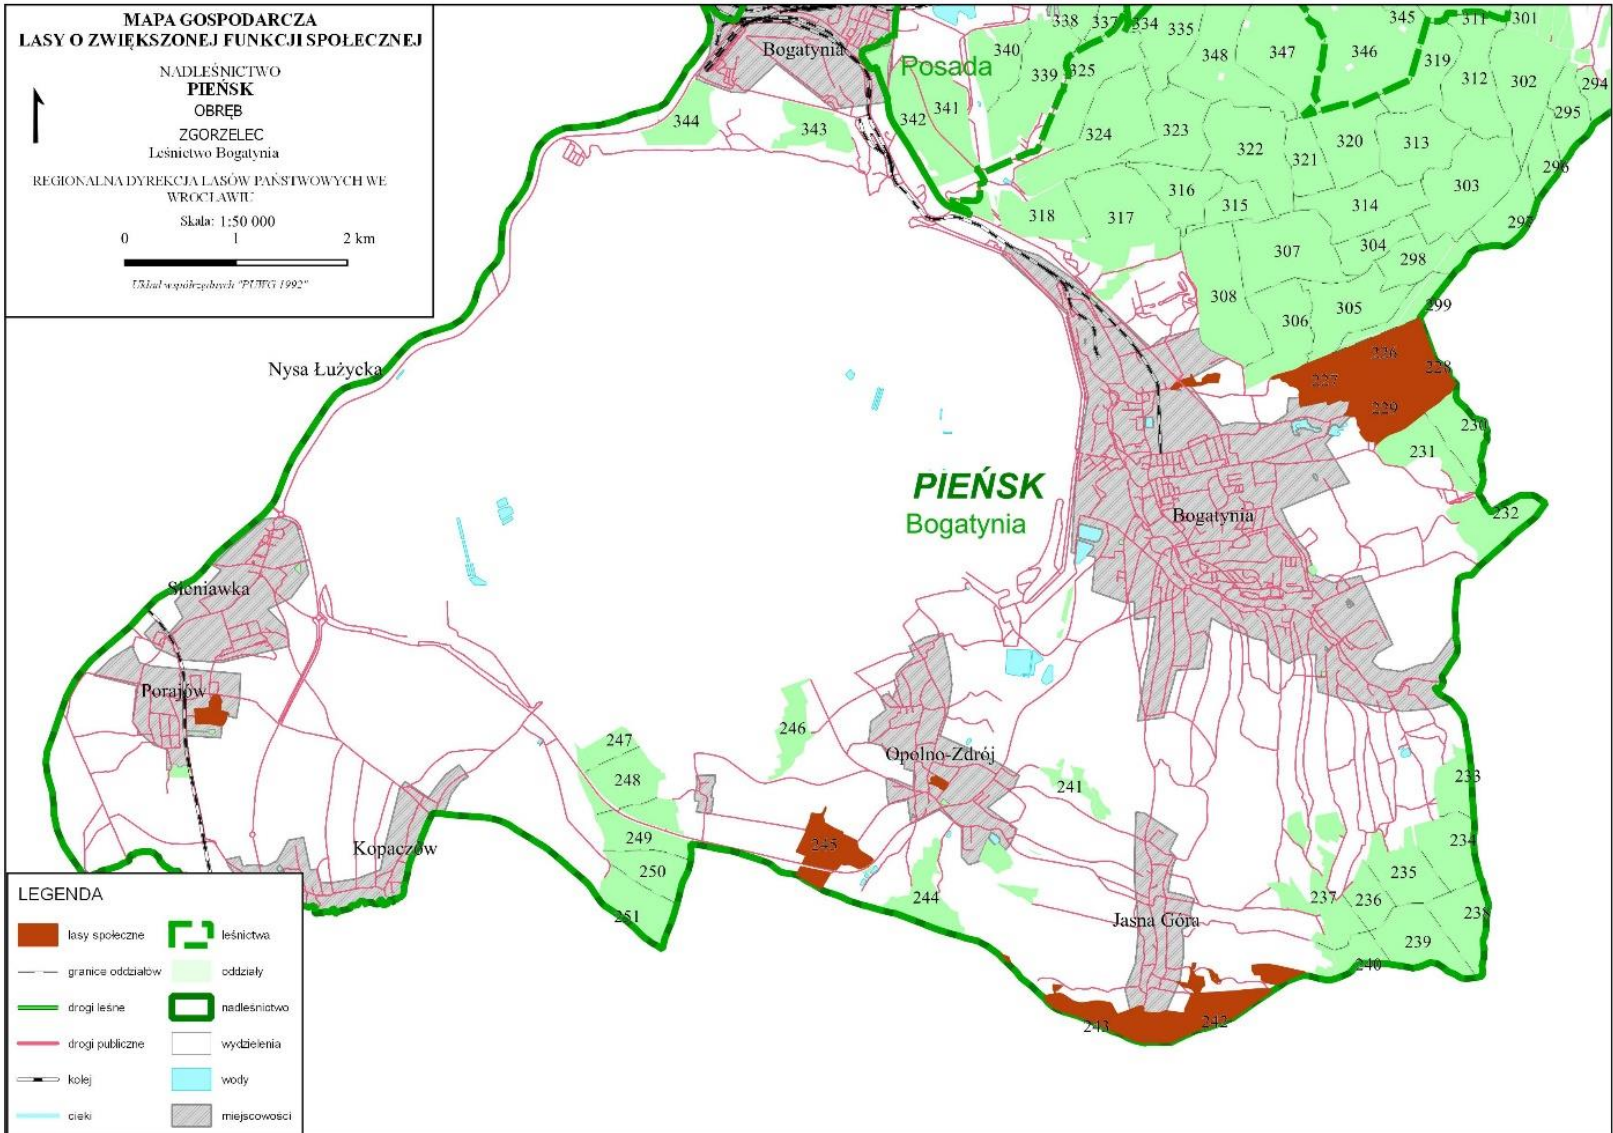 MAPA GOSPODARCZA
LASY O ZWIĘKSZONEJ FUNKCJI SPOŁECZNEJ
NADLEŚNICTWO
PIEŃSK
OBRĘB
ZGORZELEC
Leśnictwo Bogatynia
REGIONALNA DYREKCJA LASÓW PAŃSTWOWYCH WE
WROCŁAWIU
Skala: 1:50 000
0 1 2 km
Układ współrzędnych "PUWG 1992"
Bogatynia
Posada
338 337 334 335 345 311 301
340 348 347 346 319
339 325 312 302 294
344 343 342 341 295
324 323 322 321 320 313
296
316 303
318 317 315 314 297
307 304 298
308 299
306 305
226
227 228
229
Nysa Łużycka
230
231
PIEŃSK
Bogatynia
Bogatynia
232
Sieniawka
Porajów
247 246
Opolno-Zdrój
248 241 233
249 245 234
Kopaczów
250 235
244 237 236
251 238
Jasna Góra
239
240
243 242
LEGENDA
lasy społeczne leśnictwa
granice oddziałów oddziały
drogi leśne nadleśnictwo
drogi publiczne wydzielenia
kolej wody
cieki miejscowości